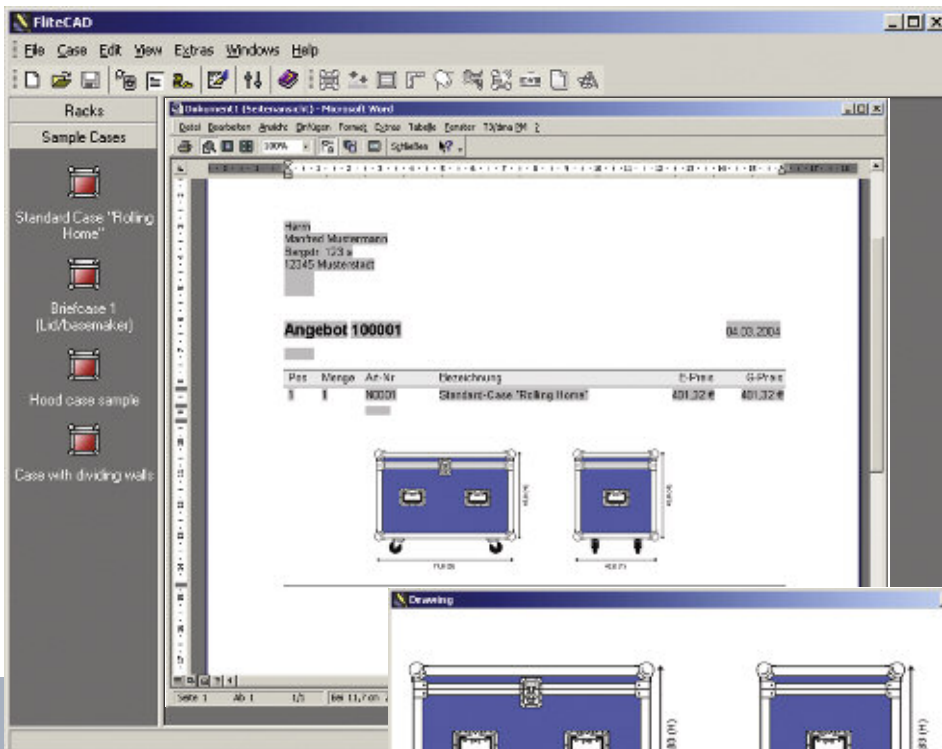 FliteCAD
File Case Edit View Extras Windows Help
Racks
Sample Cases
Standard Case "Rolling
Home"
Briefcase 1
(Lid/basemaker)
Hood case sample
Case with dividing walls
Dokument1 (Seitenansicht) - Microsoft Word
Datei Bearbeiten Ansicht Einfügen Format Extras Tabelle Fenster ?
100% Schließen
Herrn
Manfred Mustermann
Bergstr. 123 a
12345 Musterstadt
Angebot 100001 04.03.2004
Pos Menge Art-Nr Bezeichnung E-Preis G-Preis
1 1 N0001 Standard-Case "Rolling Home" 401,32 € 401,32 €
Seite 1 Ab 1 1/1 Bei 11,7 cm
Drawing